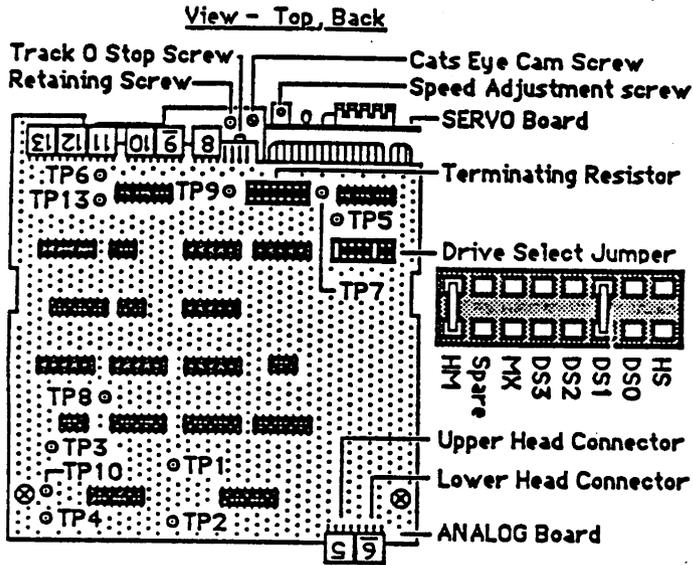 View - Top, Back
Track 0 Stop Screw
Retaining Screw
Cats Eye Cam Screw
Speed Adjustment screw
SERVO Board
13 12 11 10 9 8
TP6
TP13
TP9
Terminating Resistor
TP5
Drive Select Jumper
TP7
HM Spare MX DS3 DS2 DS1 DS0 HS
TP8
TP3
TP10
TP1
Upper Head Connector
Lower Head Connector
TP4
TP2
ANALOG Board
5 6